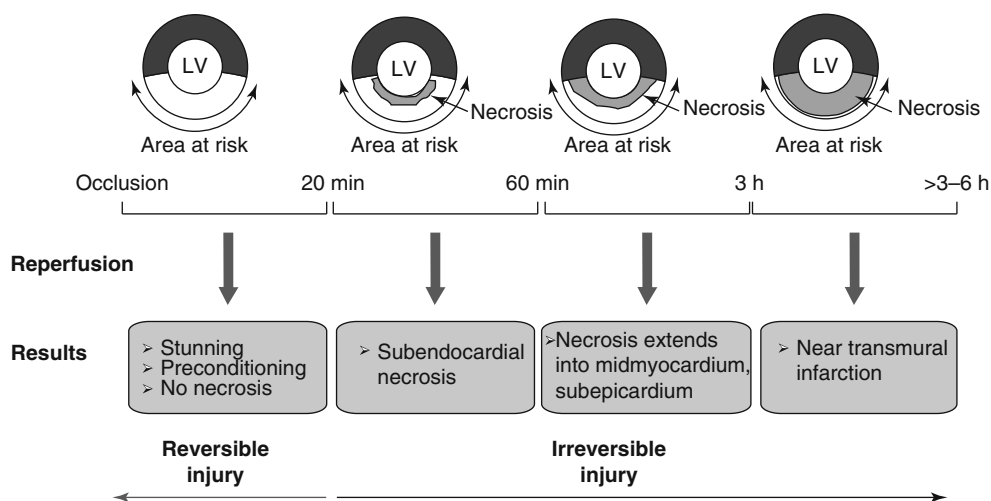 LV
LV
LV
LV
Necrosis
Necrosis
Necrosis
Area at risk
Area at risk
Area at risk
Area at risk
Occlusion
20 min
60 min
3 h
>3–6 h
Reperfusion
Results
➢ Stunning
➢ Preconditioning
➢ No necrosis
➢ Subendocardial
necrosis
➢ Necrosis extends
into midmyocardium,
subepicardium
➢ Near transmural
infarction
Reversible
injury
Irreversible
injury